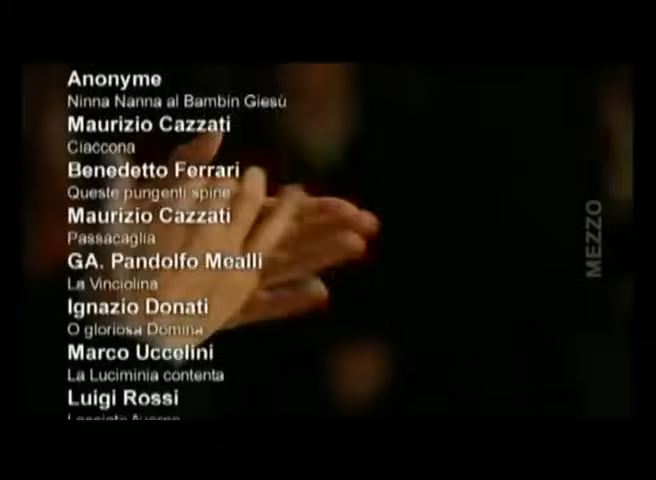 Anonyme
Ninna Nanna al Bambin Giesù
Maurizio Cazzati
Ciaccona
Benedetto Ferrari
Queste pungenti spine
Maurizio Cazzati
Passacaglia
GA. Pandolfo Mealli
La Vinciolina
Ignazio Donati
O gloriosa Domina
Marco Uccelini
La Luciminia contenta
Luigi Rossi
MEZZO